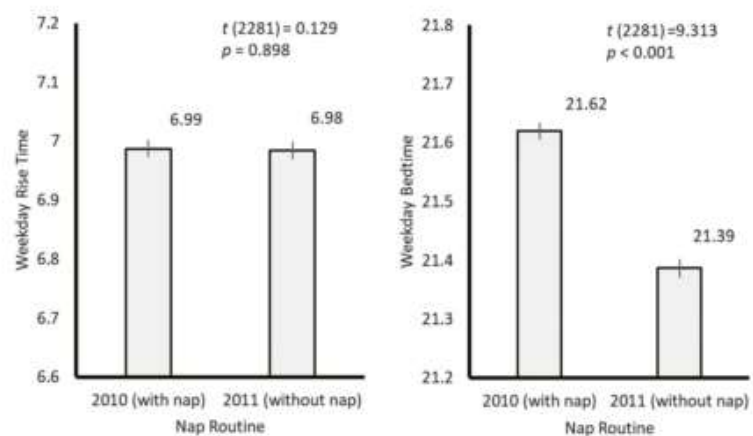 7.2
7.1
7
6.9
6.8
6.7
6.6
Weekday Rise Time
t (2281) = 0.129
p = 0.898
6.99
6.98
2010 (with nap)
2011 (without nap)
Nap Routine
21.8
21.7
21.6
21.5
21.4
21.3
21.2
Weekday Bedtime
t (2281) =9.313
p < 0.001
21.62
21.39
2010 (with nap)
2011 (without nap)
Nap Routine